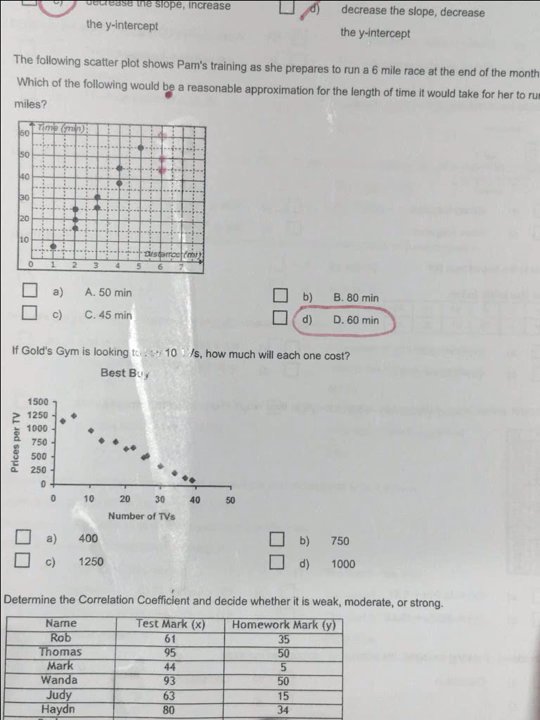 decrease the slope, increase
the y-intercept
d) decrease the slope, decrease
the y-intercept
The following scatter plot shows Pam's training as she prepares to run a 6 mile race at the end of the month
Which of the following would be a reasonable approximation for the length of time it would take for her to run
miles?
Time (min)
60
50
40
30
20
10
0 1 2 3 4 5 6 7
Distance (mi)
a) A. 50 min
b) B. 80 min
c) C. 45 min
d) D. 60 min
If Gold's Gym is looking 10 how much will each one cost?
Best Buy
Prices per TV
1500
1250
1000
750
500
250
0
0 10 20 30 40 50
Number of TVs
a) 400
b) 750
c) 1250
d) 1000
Determine the Correlation Coefficient and decide whether it is weak, moderate, or strong.
Name Test Mark (x) Homework Mark (y)
Rob 61 35
Thomas 95 50
Mark 44 5
Wanda 93 50
Judy 63 15
Haydn 80 34